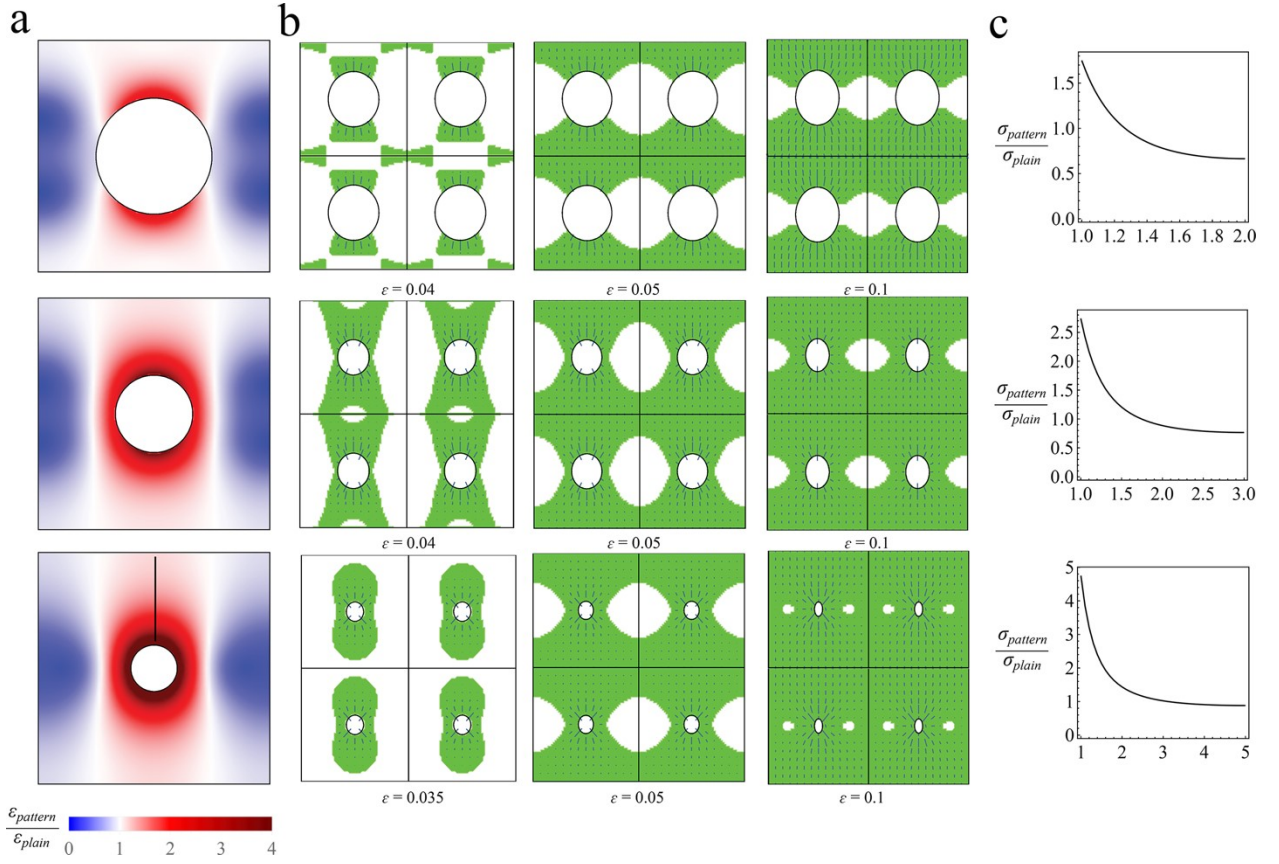 a
b
c
1.5
1.0
0.5
0.0
σpattern
σplain
1.0 1.2 1.4 1.6 1.8 2.0
ε = 0.04
ε = 0.05
ε = 0.1
2.5
2.0
1.5
1.0
0.5
0.0
σpattern
σplain
1.0 1.5 2.0 2.5 3.0
ε = 0.04
ε = 0.05
ε = 0.1
5
4
3
2
1
0
σpattern
σplain
1 2 3 4 5
ε = 0.035
ε = 0.05
ε = 0.1
εpattern
εplain
0 1 2 3 4